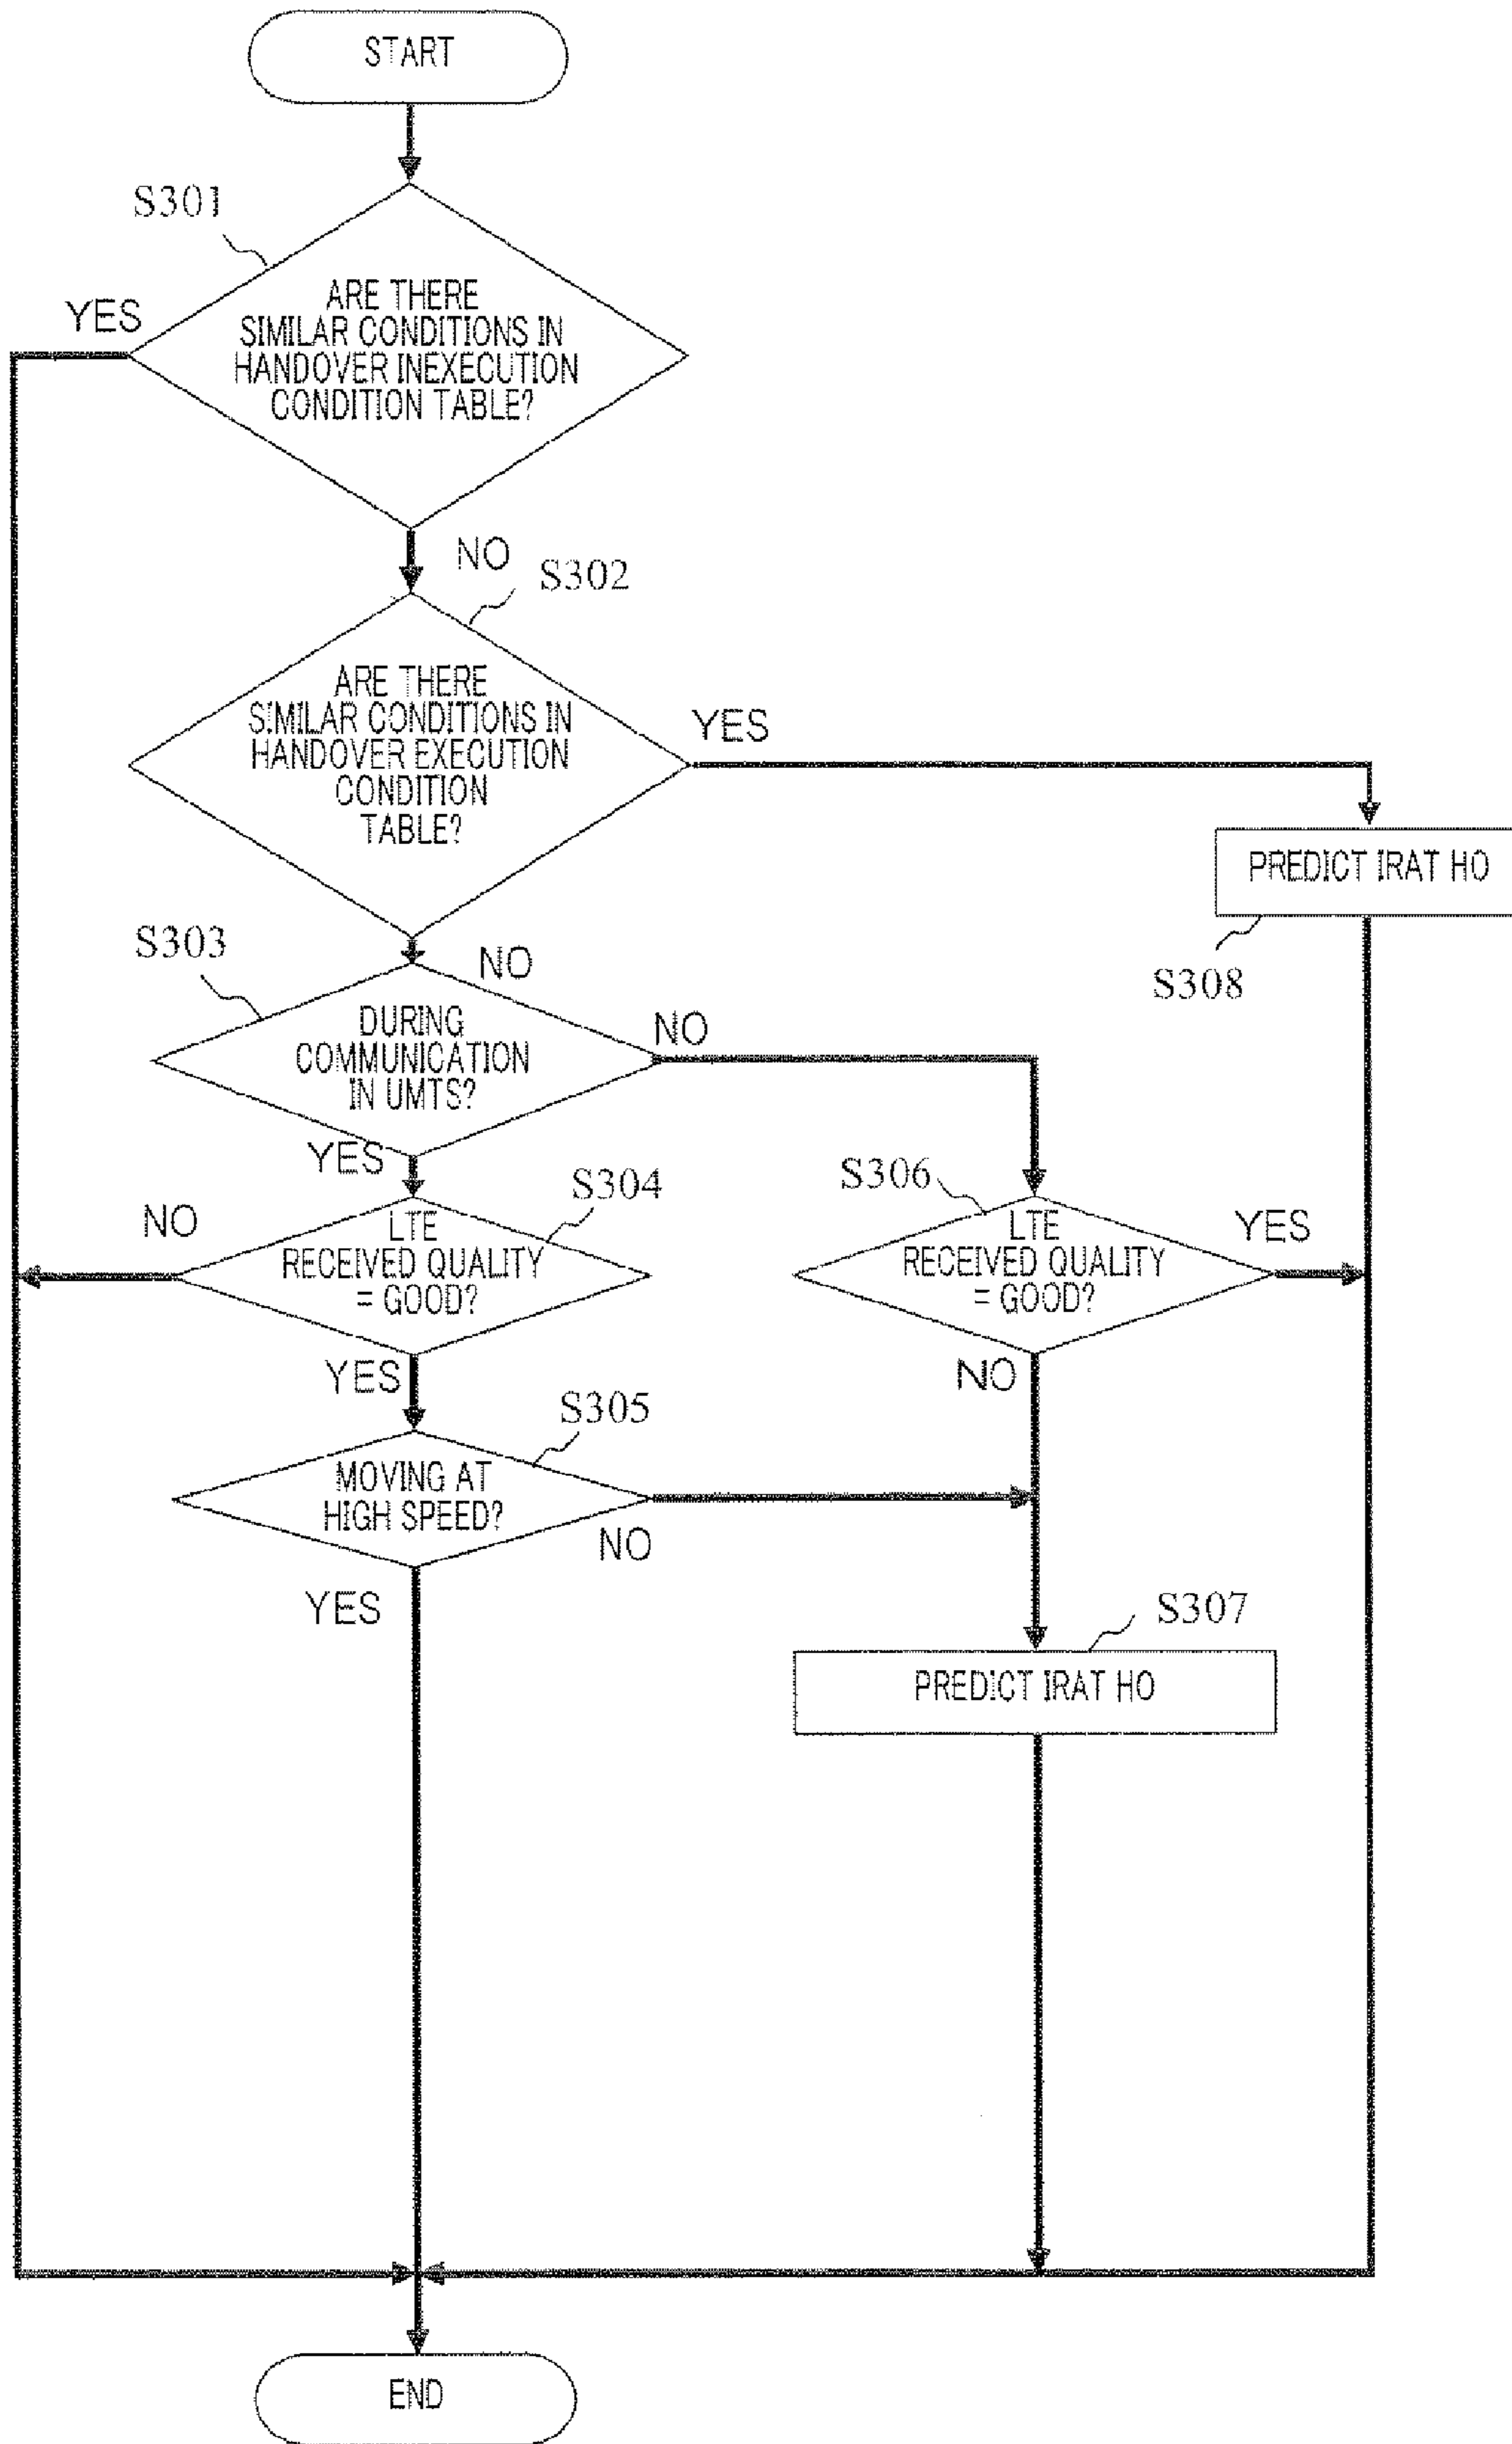 START
S301
YES
ARE THERE
SIMILAR CONDITIONS IN
HANDOVER INEXECUTION
CONDITION TABLE?
NO
S302
ARE THERE
SIMILAR CONDITIONS IN
HANDOVER EXECUTION
CONDITION
TABLE?
YES
PREDICT IRAT HO
S308
S303
NO
DURING
COMMUNICATION
IN UMTS?
NO
YES
S304
NO
LTE
RECEIVED QUALITY
= GOOD?
S306
LTE
RECEIVED QUALITY
= GOOD?
YES
YES
NO
S305
MOVING AT
HIGH SPEED?
NO
YES
S307
PREDICT IRAT HO
END